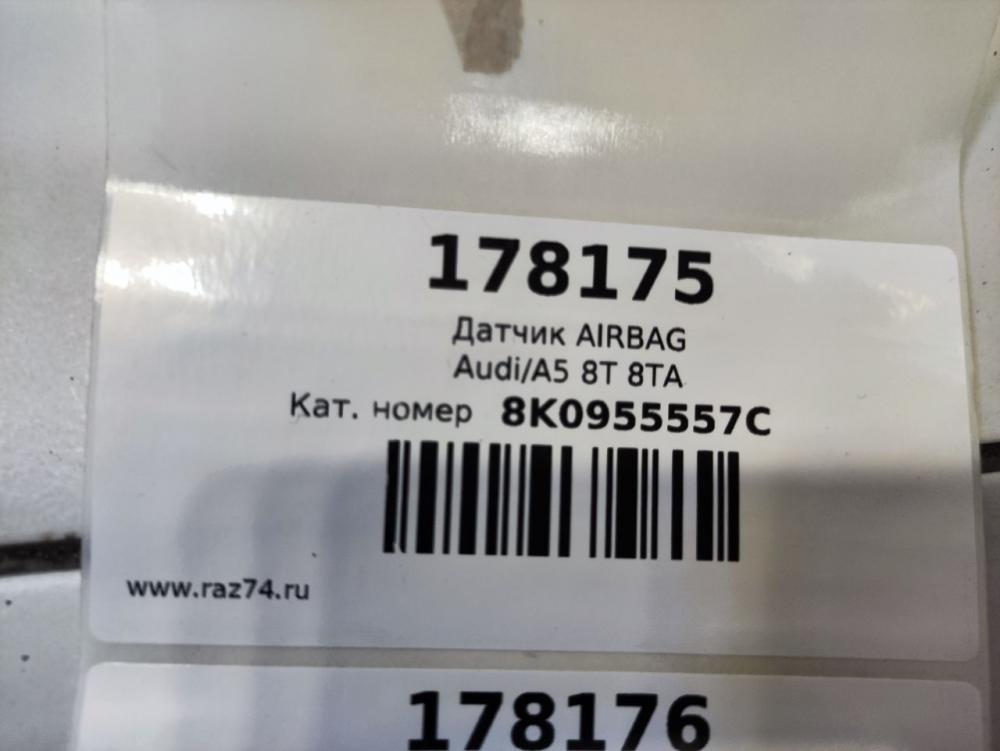 178175
Датчик AIRBAG
Audi/A5 8T 8TA
Кат. номер 8K0955557C
www.raz74.ru
178176